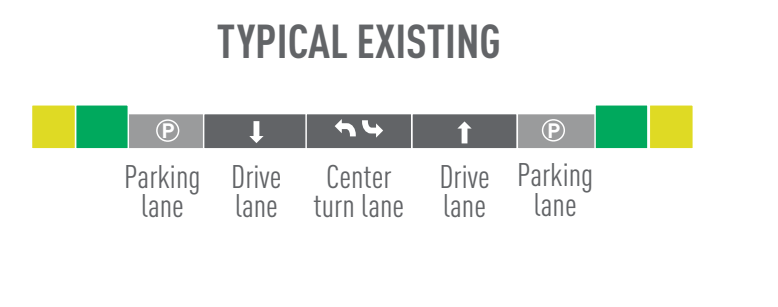 TYPICAL EXISTING
P
P
Parking
lane
Drive
lane
Center
turn lane
Drive
lane
Parking
lane